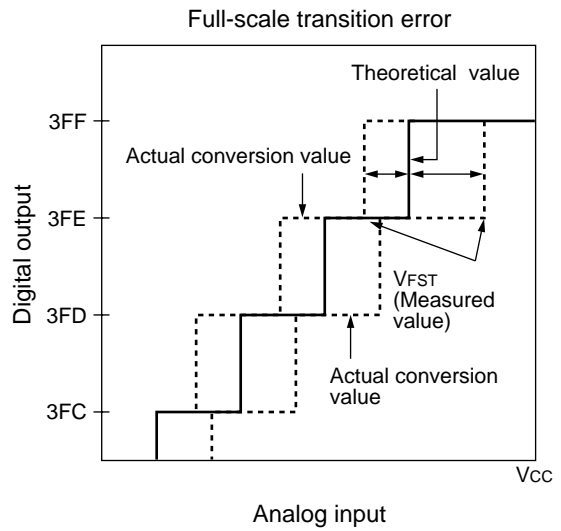 Full-scale transition error
Theoretical value
3FF
Actual conversion value
3FE
Digital output
VFST
(Measured
value)
3FD
Actual conversion
value
3FC
VCC
Analog input